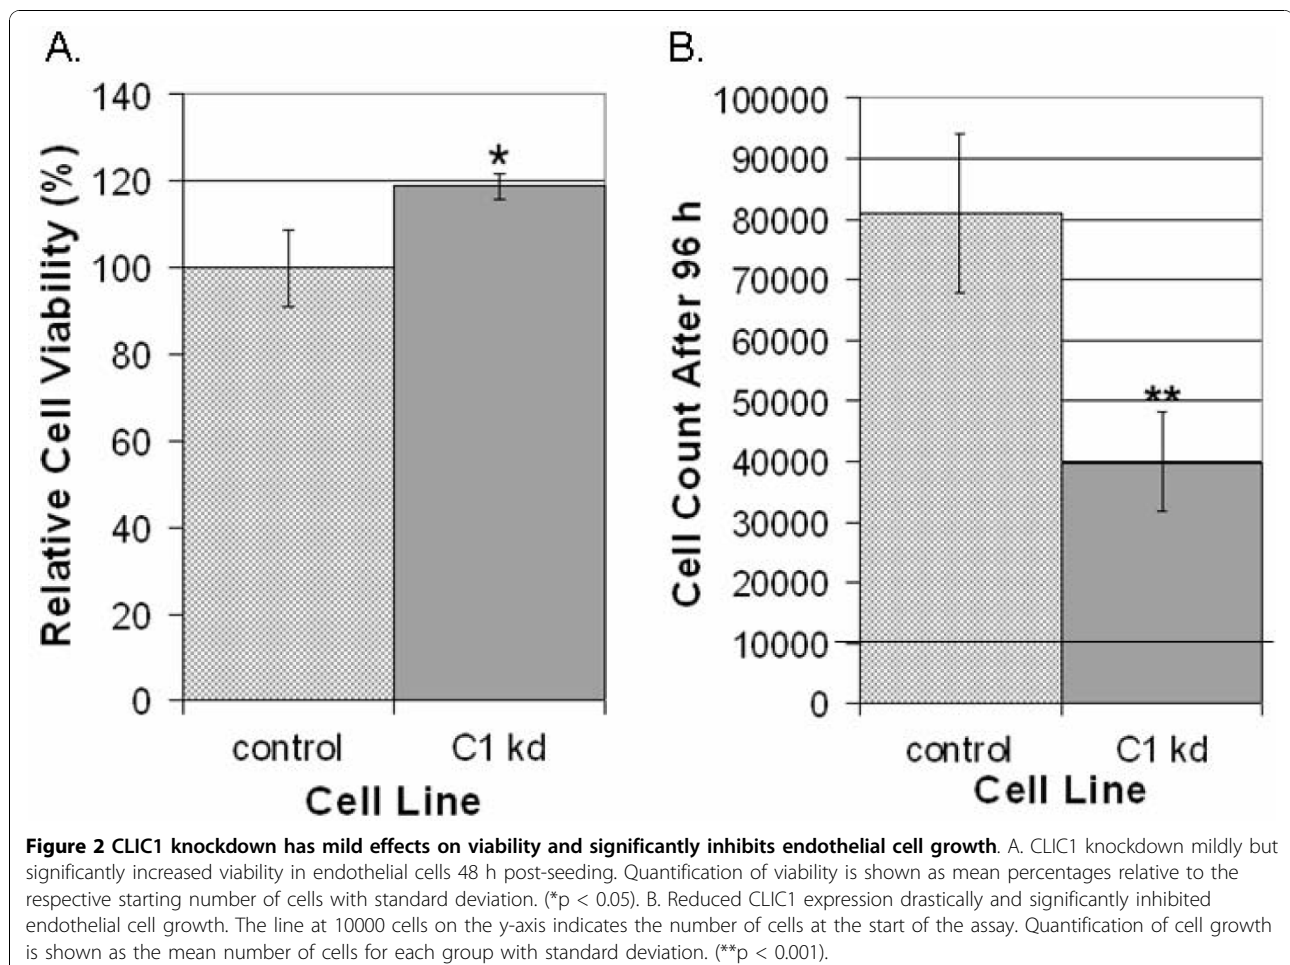 A.
Relative Cell Viability (%)
140
120
100
80
60
40
20
0
*
control
C1 kd
Cell Line
B.
Cell Count After 96 h
100000
90000
80000
70000
60000
50000
40000
30000
20000
10000
0
**
control
C1 kd
Cell Line
Figure 2 CLIC1 knockdown has mild effects on viability and significantly inhibits endothelial cell growth. A. CLIC1 knockdown mildly but
significantly increased viability in endothelial cells 48 h post-seeding. Quantification of viability is shown as mean percentages relative to the
respective starting number of cells with standard deviation. (*p < 0.05). B. Reduced CLIC1 expression drastically and significantly inhibited
endothelial cell growth. The line at 10000 cells on the y-axis indicates the number of cells at the start of the assay. Quantification of cell growth
is shown as the mean number of cells for each group with standard deviation. (**p < 0.001).